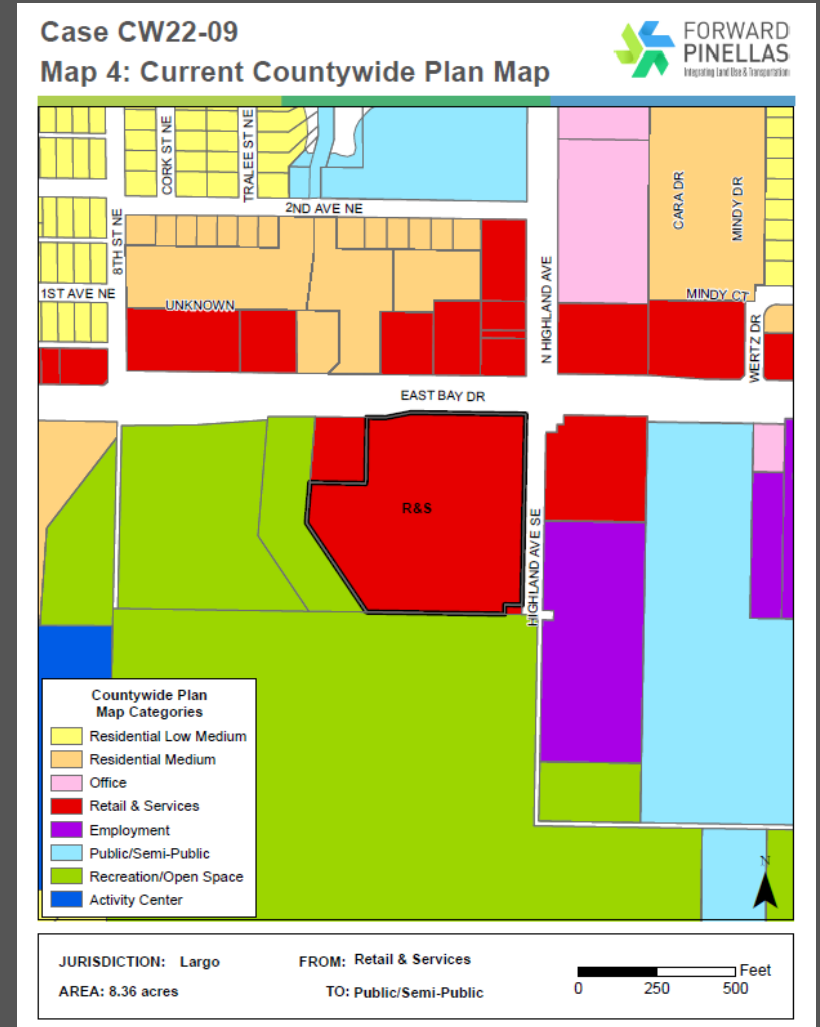 Case CW22-09
Map 4: Current Countywide Plan Map
FORWARD
PINELLAS
Integrating Land Use & Transportation
CORK ST NE
TRALEE ST NE
8TH ST NE
2ND AVE NE
CARA DR
MINDY DR
1ST AVE NE
UNKNOWN
N HIGHLAND AVE
MINDY CT
WERTZ DR
EAST BAY DR
R&S
HIGHLAND AVE SE
Countywide Plan
Map Categories
Residential Low Medium
Residential Medium
Office
Retail & Services
Employment
Public/Semi-Public
Recreation/Open Space
Activity Center
N
JURISDICTION: Largo
FROM: Retail & Services
AREA: 8.36 acres
TO: Public/Semi-Public
Feet
0 250 500